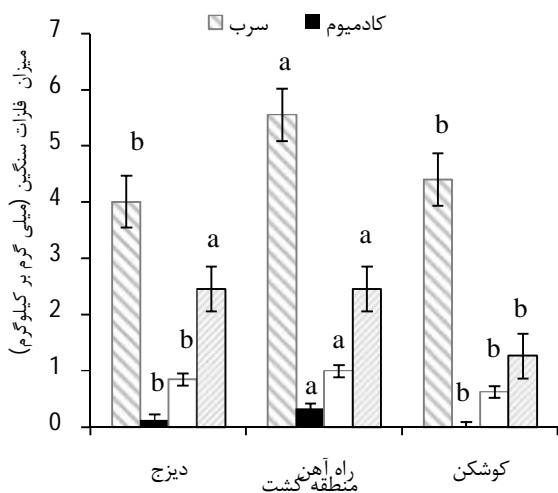 سرب
کادمیوم
میزان فلزات سنگین (میلی گرم بر کیلوگرم)
7
6
5
4
3
2
1
0
b
b
b
a
a
a
a
a
b
b
b
b
دیزج
راه آهن
کوشکن
منطقه کشت